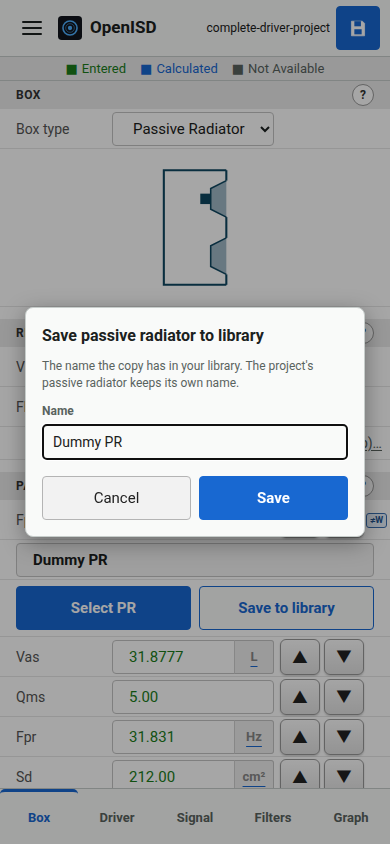 OpenISD
complete-driver-project
Entered
Calculated
Not Available
BOX
?
Box type
Passive Radiator
Save passive radiator to library
The name the copy has in your library. The project's
passive radiator keeps its own name.
Name
Dummy PR
Cancel
Save
≠W
Dummy PR
Select PR
Save to library
Vas
31.8777
L
Qms
5.00
Fpr
31.831
Hz
Sd
212.00
cm²
Box
Driver
Signal
Filters
Graph